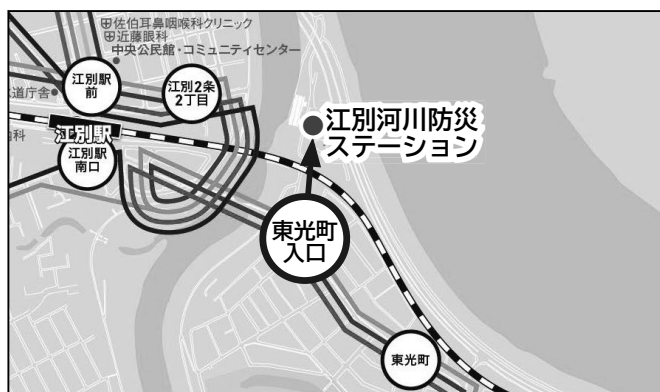 佐伯耳鼻咽喉科クリニック
近藤眼科
中央公民館・コミュニティセンター
江別駅
前
江別2条
2丁目
道庁舎
江別駅
江別駅
南口
内科
江別河川防災
ステーション
東光町
入口
東光町